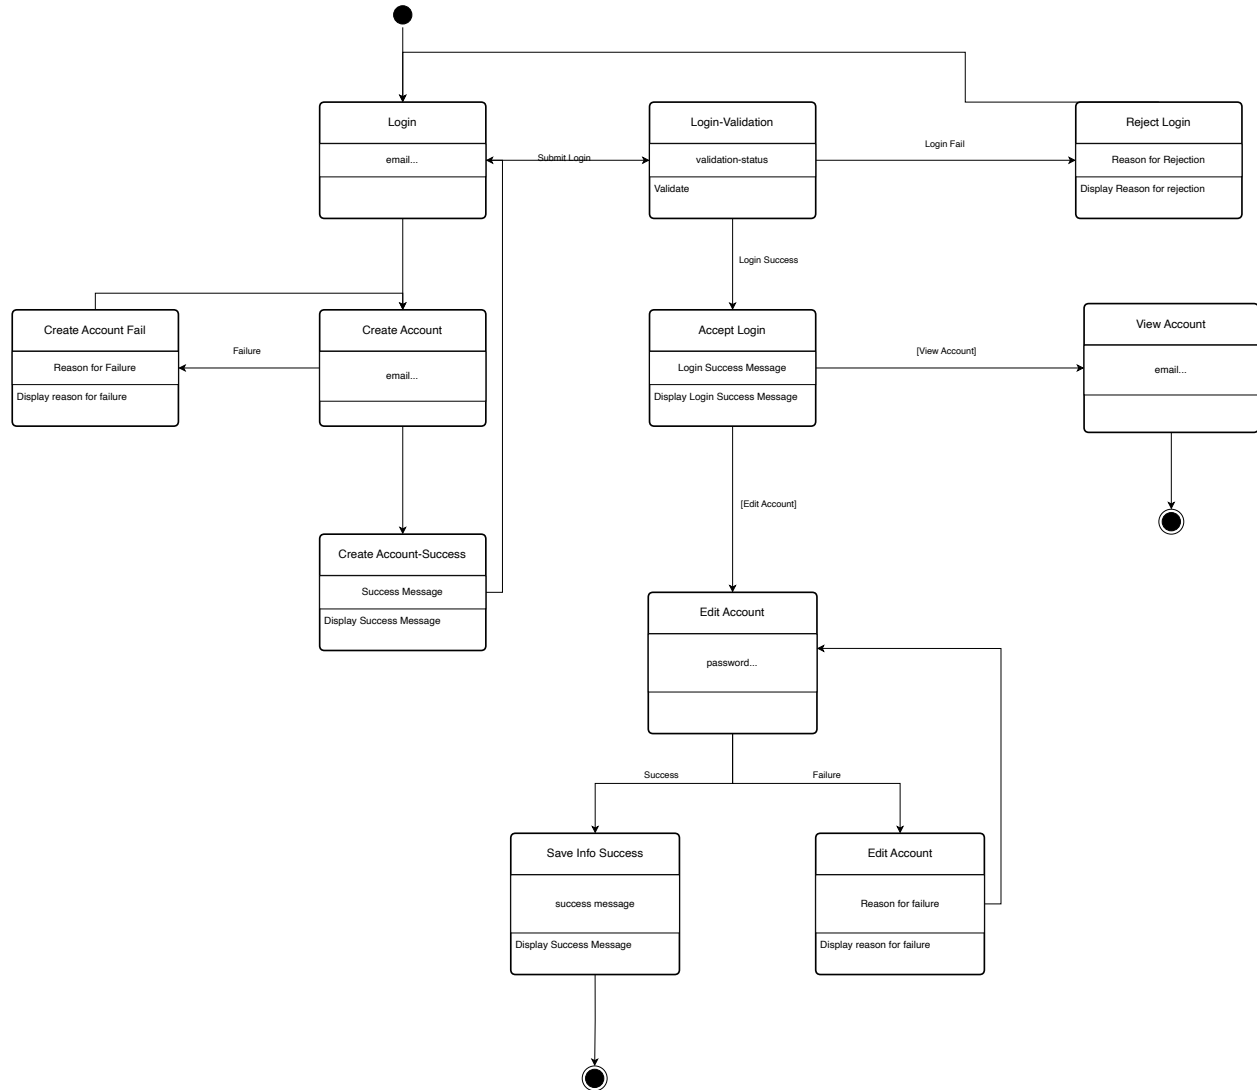 Login
email...
Submit Login
Login-Validation
validation-status
Validate
Login Fail
Reject Login
Reason for Rejection
Display Reason for rejection
Login Success
Create Account Fail
Reason for Failure
Display reason for failure
Failure
Create Account
email...
Accept Login
Login Success Message
Display Login Success Message
[View Account]
View Account
email...
[Edit Account]
Create Account-Success
Success Message
Display Success Message
Edit Account
password...
Success
Failure
Save Info Success
success message
Display Success Message
Edit Account
Reason for failure
Display reason for failure